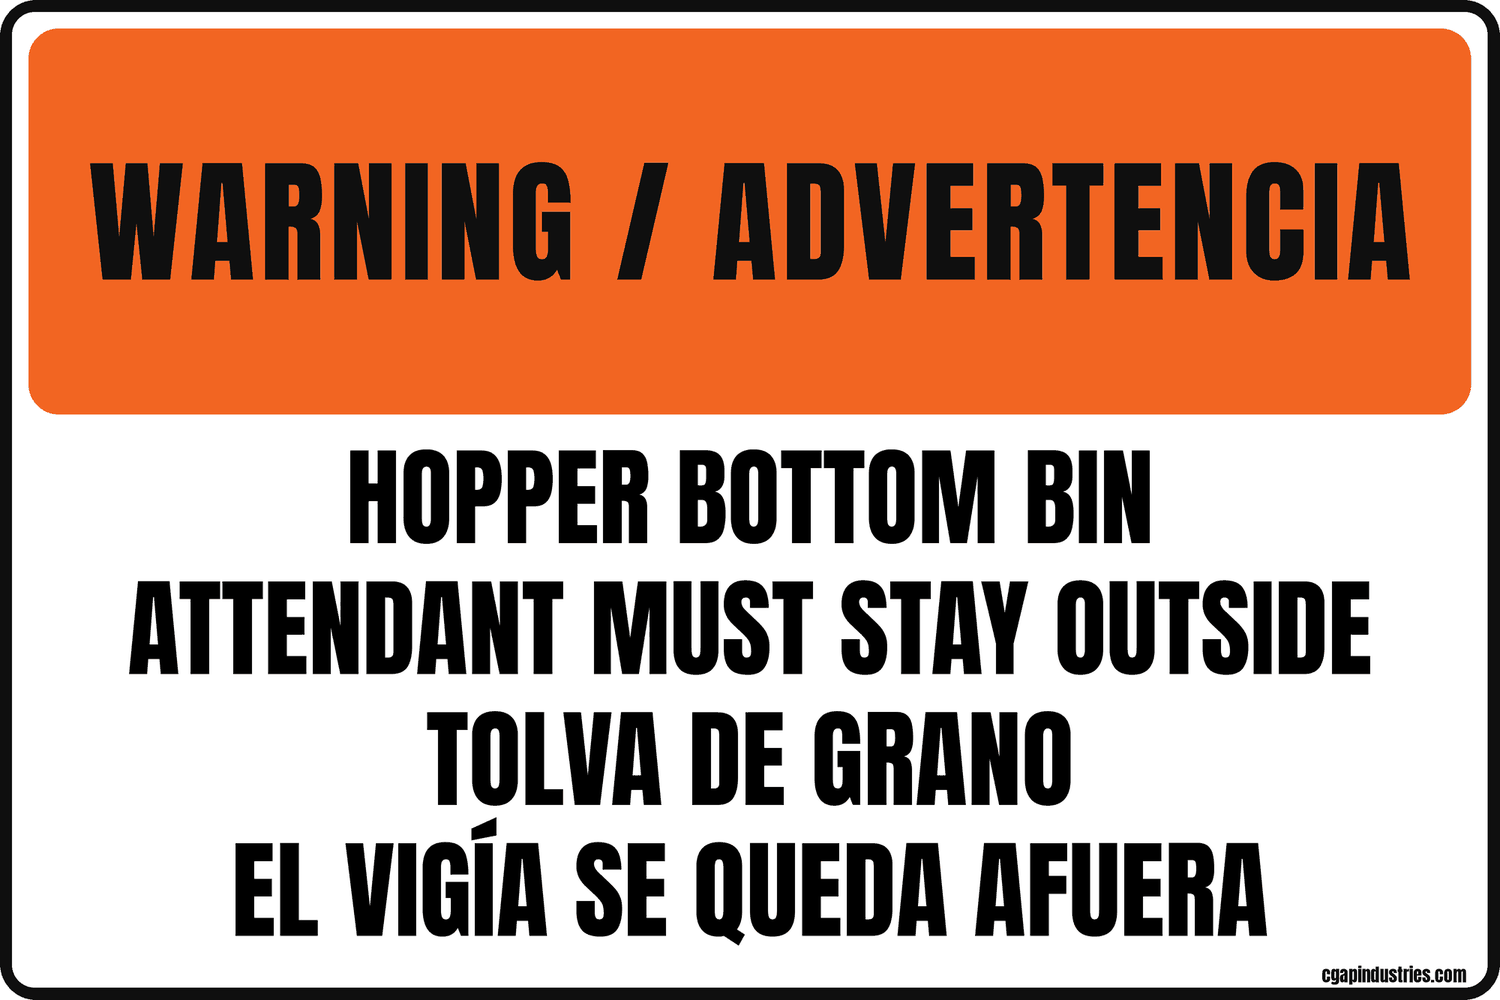 WARNING / ADVERTENCIA
HOPPER BOTTOM BIN
ATTENDANT MUST STAY OUTSIDE
TOLVA DE GRANO
EL VIGÍA SE QUEDA AFUERA
cgapindustries.com